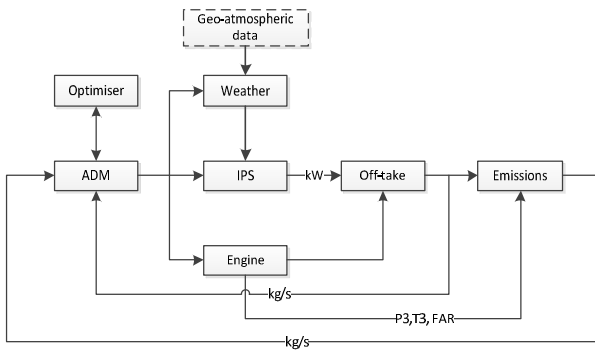 Geo-atmospheric
data
Optimiser
Weather
ADM
IPS
kW
Off-take
Emissions
Engine
kg/s
P3,T3, FAR
kg/s